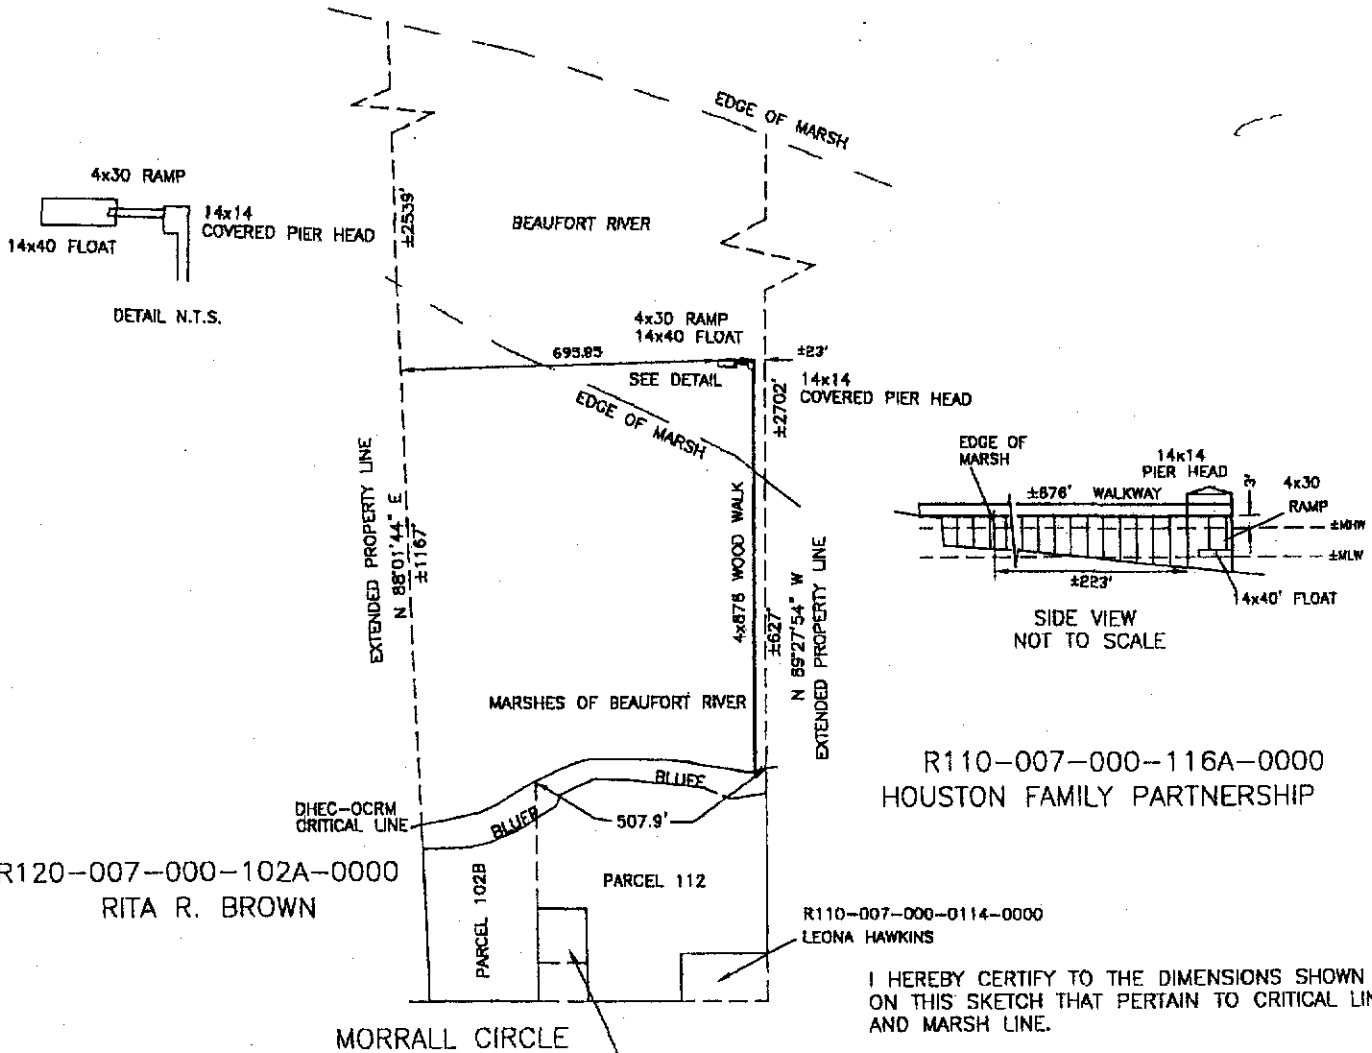 EDGE OF MARSH
4x30 RAMP
14x14
COVERED PIER HEAD
14x40 FLOAT
DETAIL N.T.S.
±2539'
BEAUFORT RIVER
4x30 RAMP
14x40 FLOAT
695.85
±23'
SEE DETAIL
14x14
COVERED PIER HEAD
±2702'
EDGE OF MARSH
EXTENDED PROPERTY LINE
N 88°01'44" E
±1167'
4x876 WOOD WALK
±627'
N 89°27'54" W
EXTENDED PROPERTY LINE
EDGE OF
MARSH
14x14
PIER HEAD
±876' WALKWAY
3'
4x30
RAMP
±MHW
±MLW
±223'
14x40' FLOAT
SIDE VIEW
NOT TO SCALE
MARSHES OF BEAUFORT RIVER
R110-007-000-116A-0000
HOUSTON FAMILY PARTNERSHIP
BLUFF
DHEC-OCRM
CRITICAL LINE
BLUFF
507.9'
R120-007-000-102A-0000
RITA R. BROWN
PARCEL 102B
PARCEL 112
R110-007-000-0114-0000
LEONA HAWKINS
I HEREBY CERTIFY TO THE DIMENSIONS SHOWN
ON THIS SKETCH THAT PERTAIN TO CRITICAL LIN
AND MARSH LINE.
MORRALL CIRCLE